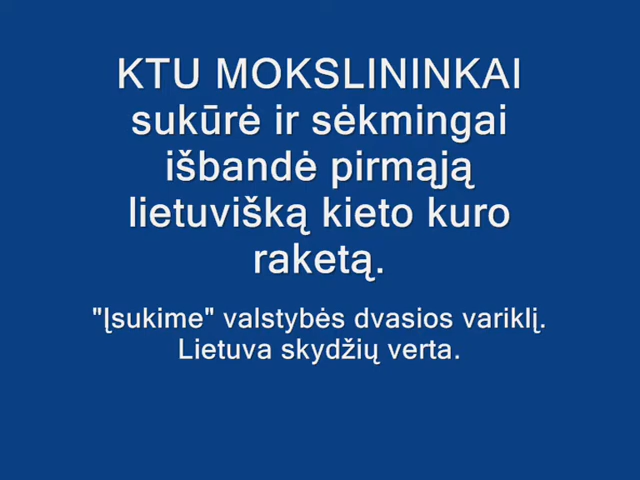 KTU MOKSLININKAI
sukūrė ir sėkmingai
išbandė pirmąją
lietuvišką kieto kuro
raketą.
"Įsukime" valstybės dvasios variklį.
Lietuva skydžių verta.